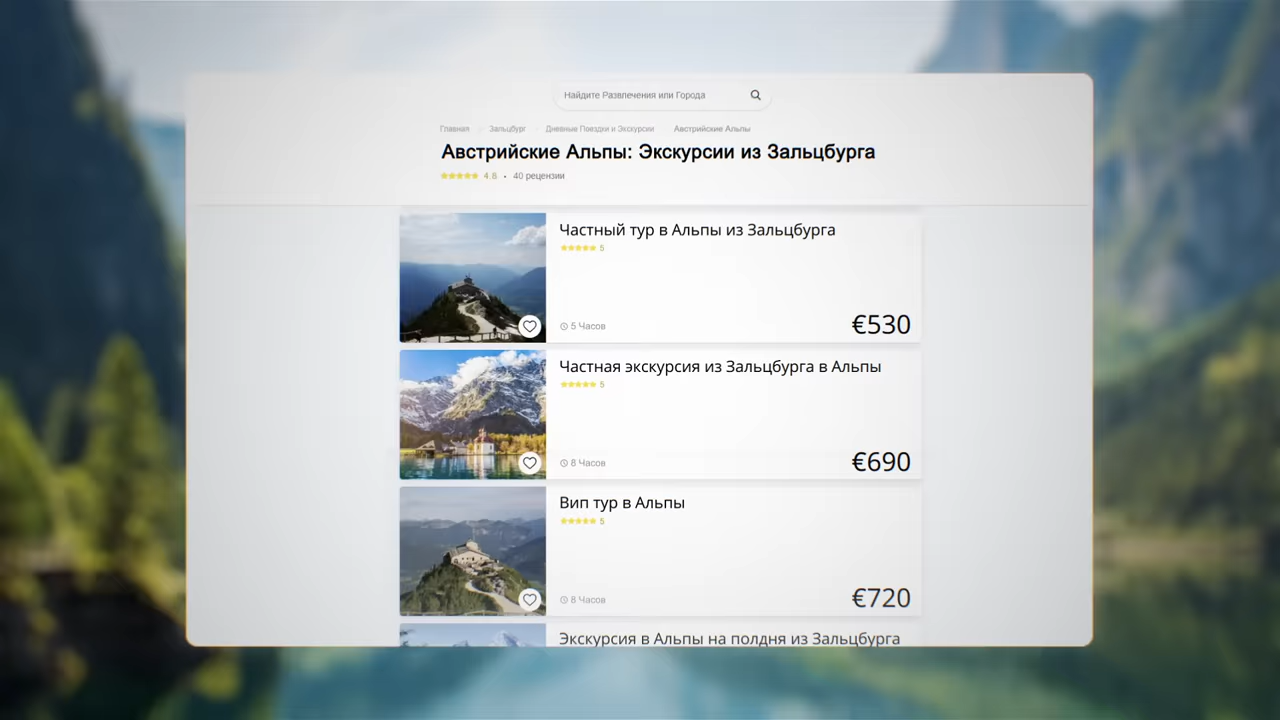 Найдите Развлечения или Города
Главная Зальцбург Дневные Поездки и Экскурсии Австрийские Альпы
Австрийские Альпы: Экскурсии из Зальцбурга
4.8 • 40 рецензии
Частный тур в Альпы из Зальцбурга
5
5 Часов
€530
Частная экскурсия из Зальцбурга в Альпы
5
8 Часов
€690
Вип тур в Альпы
5
8 Часов
€720
Экскурсия в Альпы на полдня из Зальцбурга